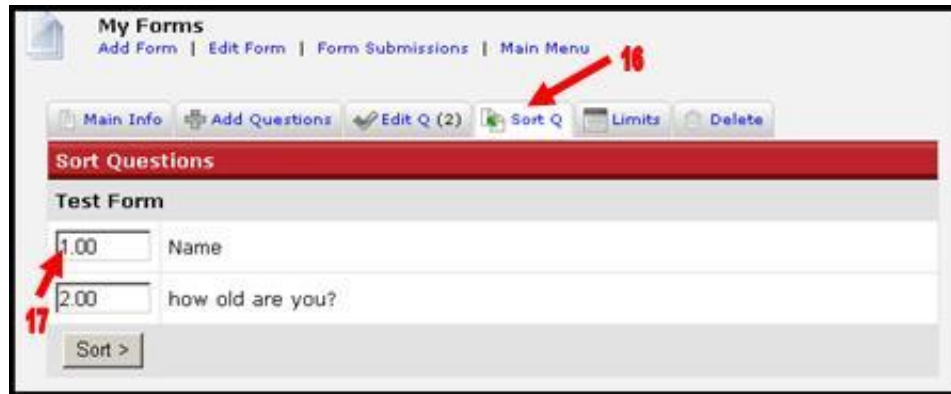 My Forms
Add Form | Edit Form | Form Submissions | Main Menu
16
Main Info Add Questions Edit Q (2) Sort Q Limits Delete
Sort Questions
Test Form
1.00 Name
17
2.00 how old are you?
Sort >